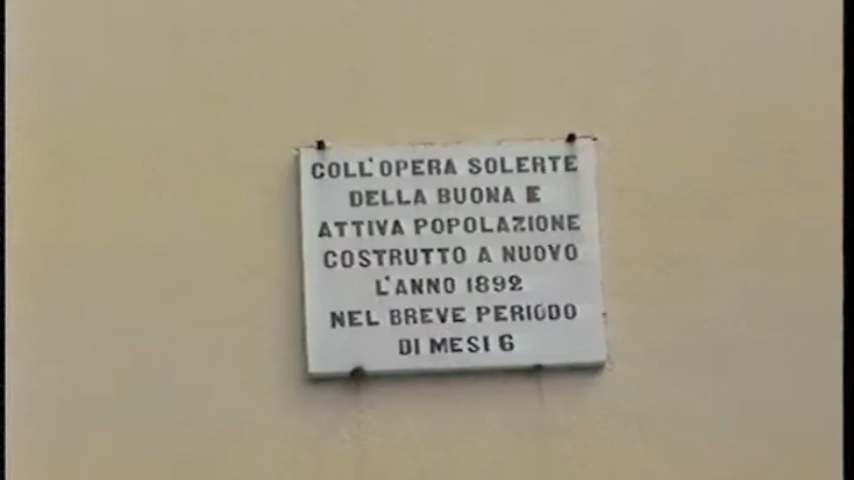 COLL'OPERA SOLERTE
DELLA BUONA E
ATTIVA POPOLAZIONE
COSTRUTTO A NUOVO
L'ANNO 1892
NEL BREVE PERIODO
DI MESI 6